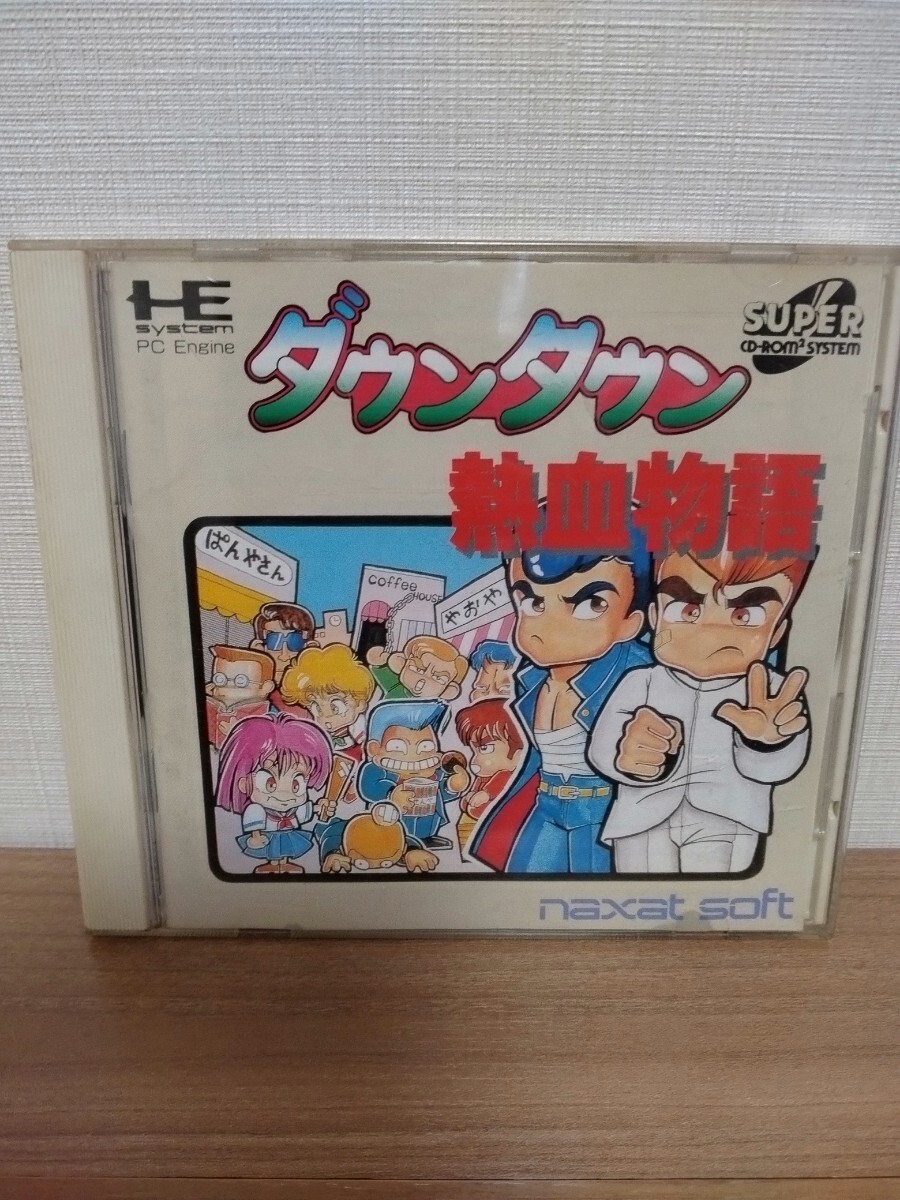 HE
system
PC Engine
ダウンタウン
SUPER
CD-ROM² SYSTEM
熱血物語
ぱんやさん
coffee
HOUSE
やおや
naxat soft